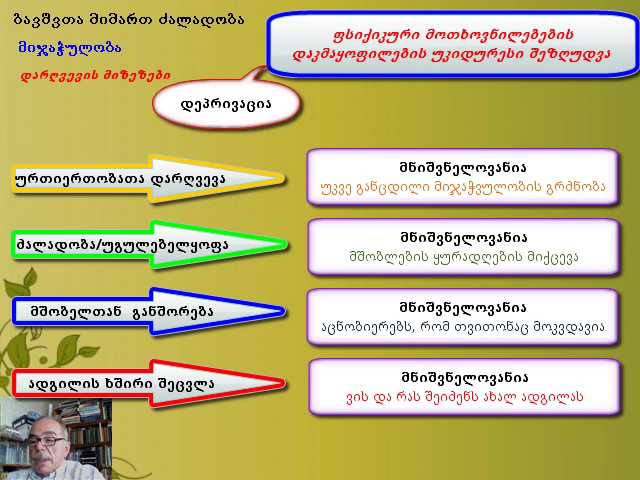 ბავშვთა მიმართ ძალადობა
მიჯაჭულობა
დარღვევის მიზეზები
ფსიქიკური მოთხოვნილებების
დაკმაყოფილების უკიდურესი შეზღუდვა
დეპრივაცია
ურთიერთობათა დარღვევა
მნიშვნელოვანია
უკვე განცდილი მიჯაჭვულობის გრძნობა
ძალადობა/უგულებელყოფა
მნიშვნელოვანია
მშობლების ყურადღების მიქცევა
მშობელთან განშორება
მნიშვნელოვანია
აცნობიერებს, რომ თვითონაც მოკვდავია
ადგილის ხშირი შეცვლა
მნიშვნელოვანია
ვის და რას შეიძენს ახალ ადგილას